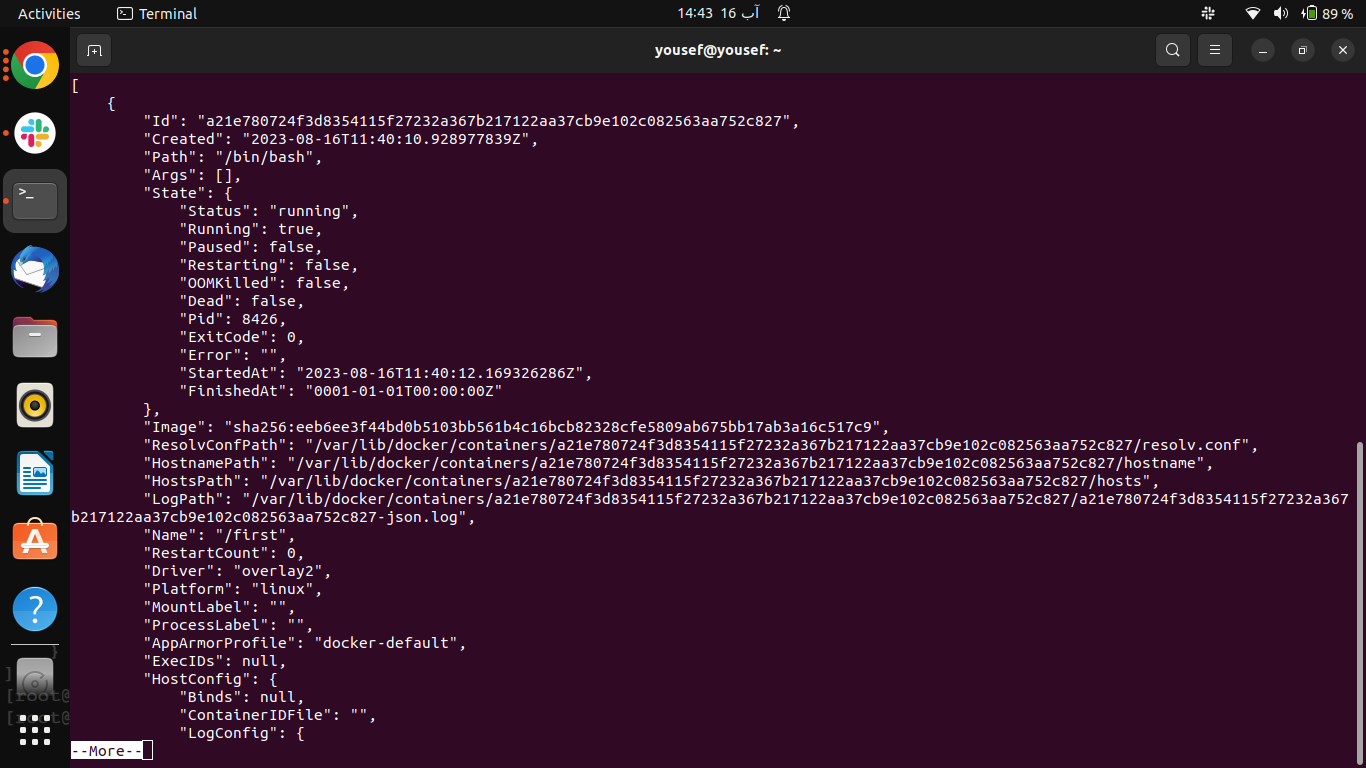 Activities
Terminal
14:43 16 آب
89 %
yousef@yousef: ~
[
    {
        "Id": "a21e780724f3d8354115f27232a367b217122aa37cb9e102c082563aa752c827",
        "Created": "2023-08-16T11:40:10.928977839Z",
        "Path": "/bin/bash",
        "Args": [],
        "State": {
            "Status": "running",
            "Running": true,
            "Paused": false,
            "Restarting": false,
            "OOMKilled": false,
            "Dead": false,
            "Pid": 8426,
            "ExitCode": 0,
            "Error": "",
            "StartedAt": "2023-08-16T11:40:12.169326286Z",
            "FinishedAt": "0001-01-01T00:00:00Z"
        },
        "Image": "sha256:eeb6ee3f44bd0b5103bb561b4c16bcb82328cfe5809ab675bb17ab3a16c517c9",
        "ResolvConfPath": "/var/lib/docker/containers/a21e780724f3d8354115f27232a367b217122aa37cb9e102c082563aa752c827/resolv.conf",
        "HostnamePath": "/var/lib/docker/containers/a21e780724f3d8354115f27232a367b217122aa37cb9e102c082563aa752c827/hostname",
        "HostsPath": "/var/lib/docker/containers/a21e780724f3d8354115f27232a367b217122aa37cb9e102c082563aa752c827/hosts",
        "LogPath": "/var/lib/docker/containers/a21e780724f3d8354115f27232a367b217122aa37cb9e102c082563aa752c827/a21e780724f3d8354115f27232a367
b217122aa37cb9e102c082563aa752c827-json.log",
        "Name": "/first",
        "RestartCount": 0,
        "Driver": "overlay2",
        "Platform": "linux",
        "MountLabel": "",
        "ProcessLabel": "",
        "AppArmorProfile": "docker-default",
        "ExecIDs": null,
        "HostConfig": {
            "Binds": null,
            "ContainerIDFile": "",
            "LogConfig": {
--More--
}
]
[root@
[root@